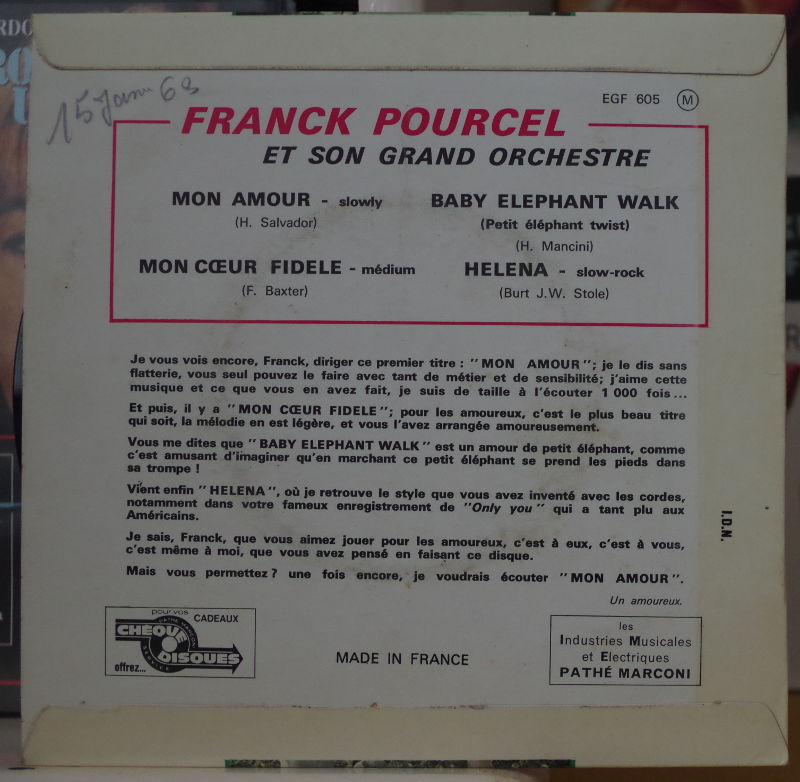 15 Janv 63
EGF 605 M
FRANCK POURCEL
ET SON GRAND ORCHESTRE
MON AMOUR - slowly
(H. Salvador)
BABY ELEPHANT WALK
(Petit éléphant twist)
(H. Mancini)
MON CŒUR FIDELE - médium
(F. Baxter)
HELENA - slow-rock
(Burt J.W. Stole)
Je vous vois encore, Franck, diriger ce premier titre : "MON AMOUR"; je le dis sans
flatterie, vous seul pouvez le faire avec tant de métier et de sensibilité; j'aime cette
musique et ce que vous en avez fait, je suis de taille à l'écouter 1 000 fois...
Et puis, il y a "MON CŒUR FIDELE"; pour les amoureux, c'est le plus beau titre
qui soit, la mélodie en est légère, et vous l'avez arrangée amoureusement.
Vous me dites que "BABY ELEPHANT WALK" est un amour de petit éléphant, comme
c'est amusant d'imaginer qu'en marchant ce petit éléphant se prend les pieds dans
sa trompe !
Vient enfin "HELENA", où je retrouve le style que vous avez inventé avec les cordes,
notamment dans votre fameux enregistrement de "Only you" qui a tant plu aux
Américains.
Je sais, Franck, que vous aimez jouer pour les amoureux, c'est à eux, c'est à vous,
c'est même à moi, que vous avez pensé en faisant ce disque.
Mais vous permettez ? une fois encore, je voudrais écouter "MON AMOUR".
Un amoureux.
I.D.N.
pour vos
CADEAUX
PATHÉ MARCONI
CHEQUE
DISQUES
SERVICE
offrez...
MADE IN FRANCE
les
Industries Musicales
et Electriques
PATHÉ MARCONI